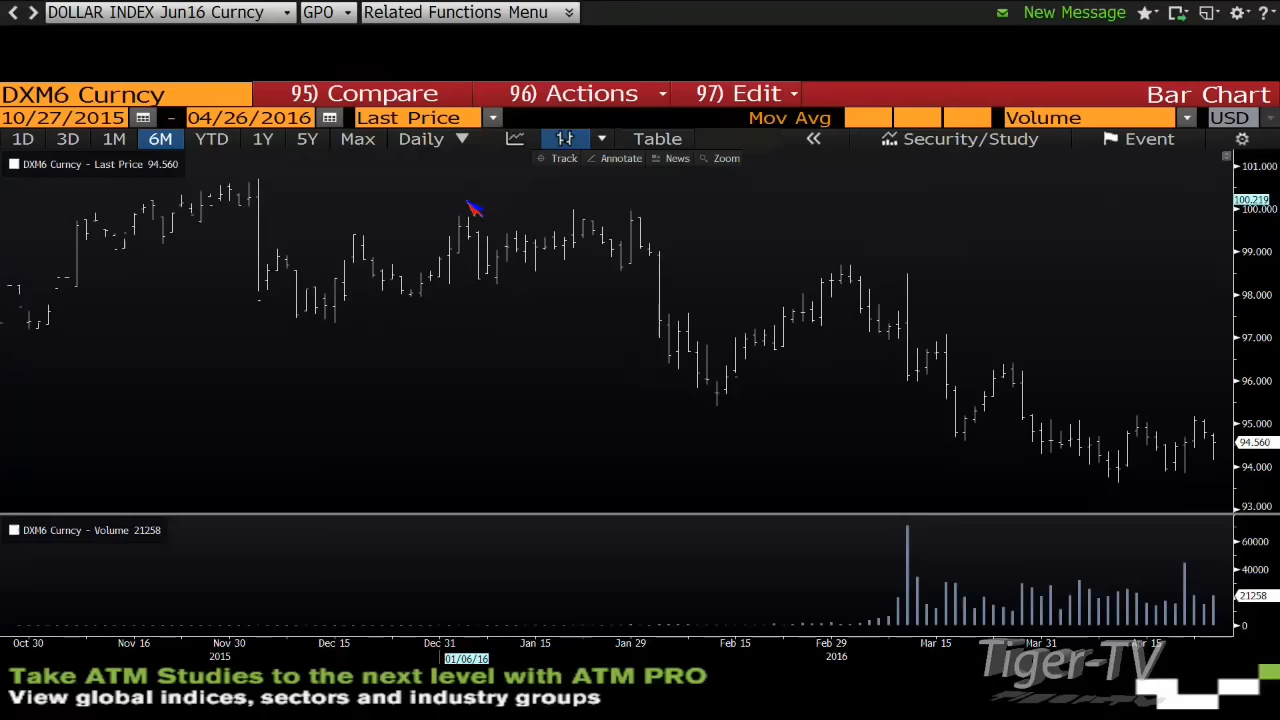 DOLLAR INDEX Jun16 Curncy GPO Related Functions Menu New Message ?
DXM6 Curncy 95) Compare 96) Actions 97) Edit Bar Chart
10/27/2015 - 04/26/2016 Last Price Mov Avg Volume USD
1D 3D 1M 6M YTD 1Y 5Y Max Daily Table Security/Study Event
Track Annotate News Zoom
DXM6 Curncy - Last Price 94.560
101.000
100.219
100.000
99.000
98.000
97.000
96.000
95.000
94.560
94.000
93.000
DXM6 Curncy - Volume 21258
60000
40000
21258
0
Oct 30 Nov 16 Nov 30 Dec 15 Dec 31 Jan 15 Jan 29 Feb 15 Feb 29 Mar 15 Mar 31 Apr 15
2015 01/06/16 2016
Tiger-TV
Take ATM Studies to the next level with ATM PRO
View global indices, sectors and industry groups